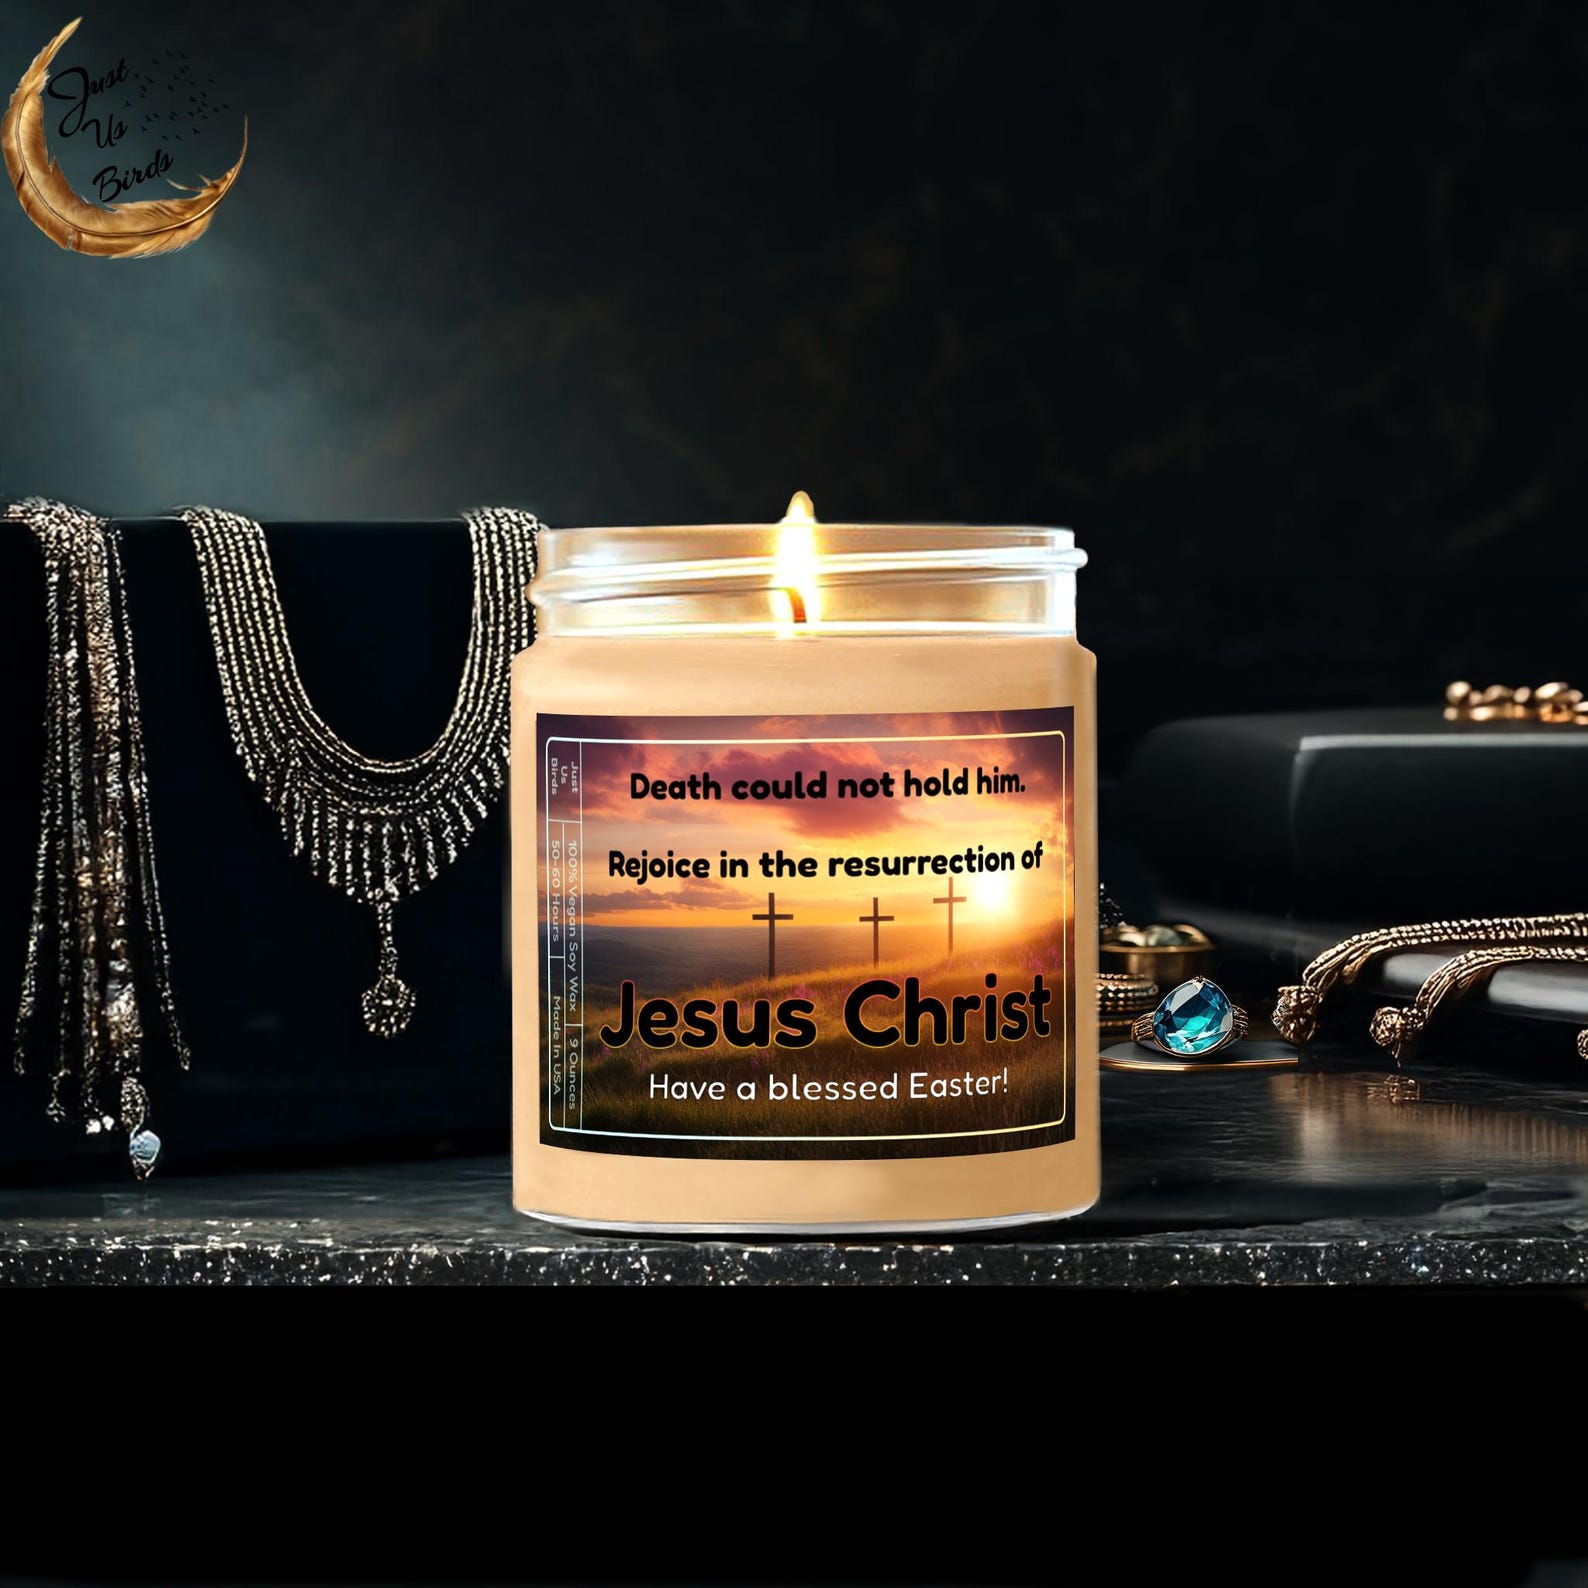 Just
Us
Birds
Death could not hold him.
Rejoice in the resurrection of
Jesus Christ
Have a blessed Easter!
Just
Us
Birds
100% Vegan Soy Wax
9 Ounces
50-60 Hours
Made In USA